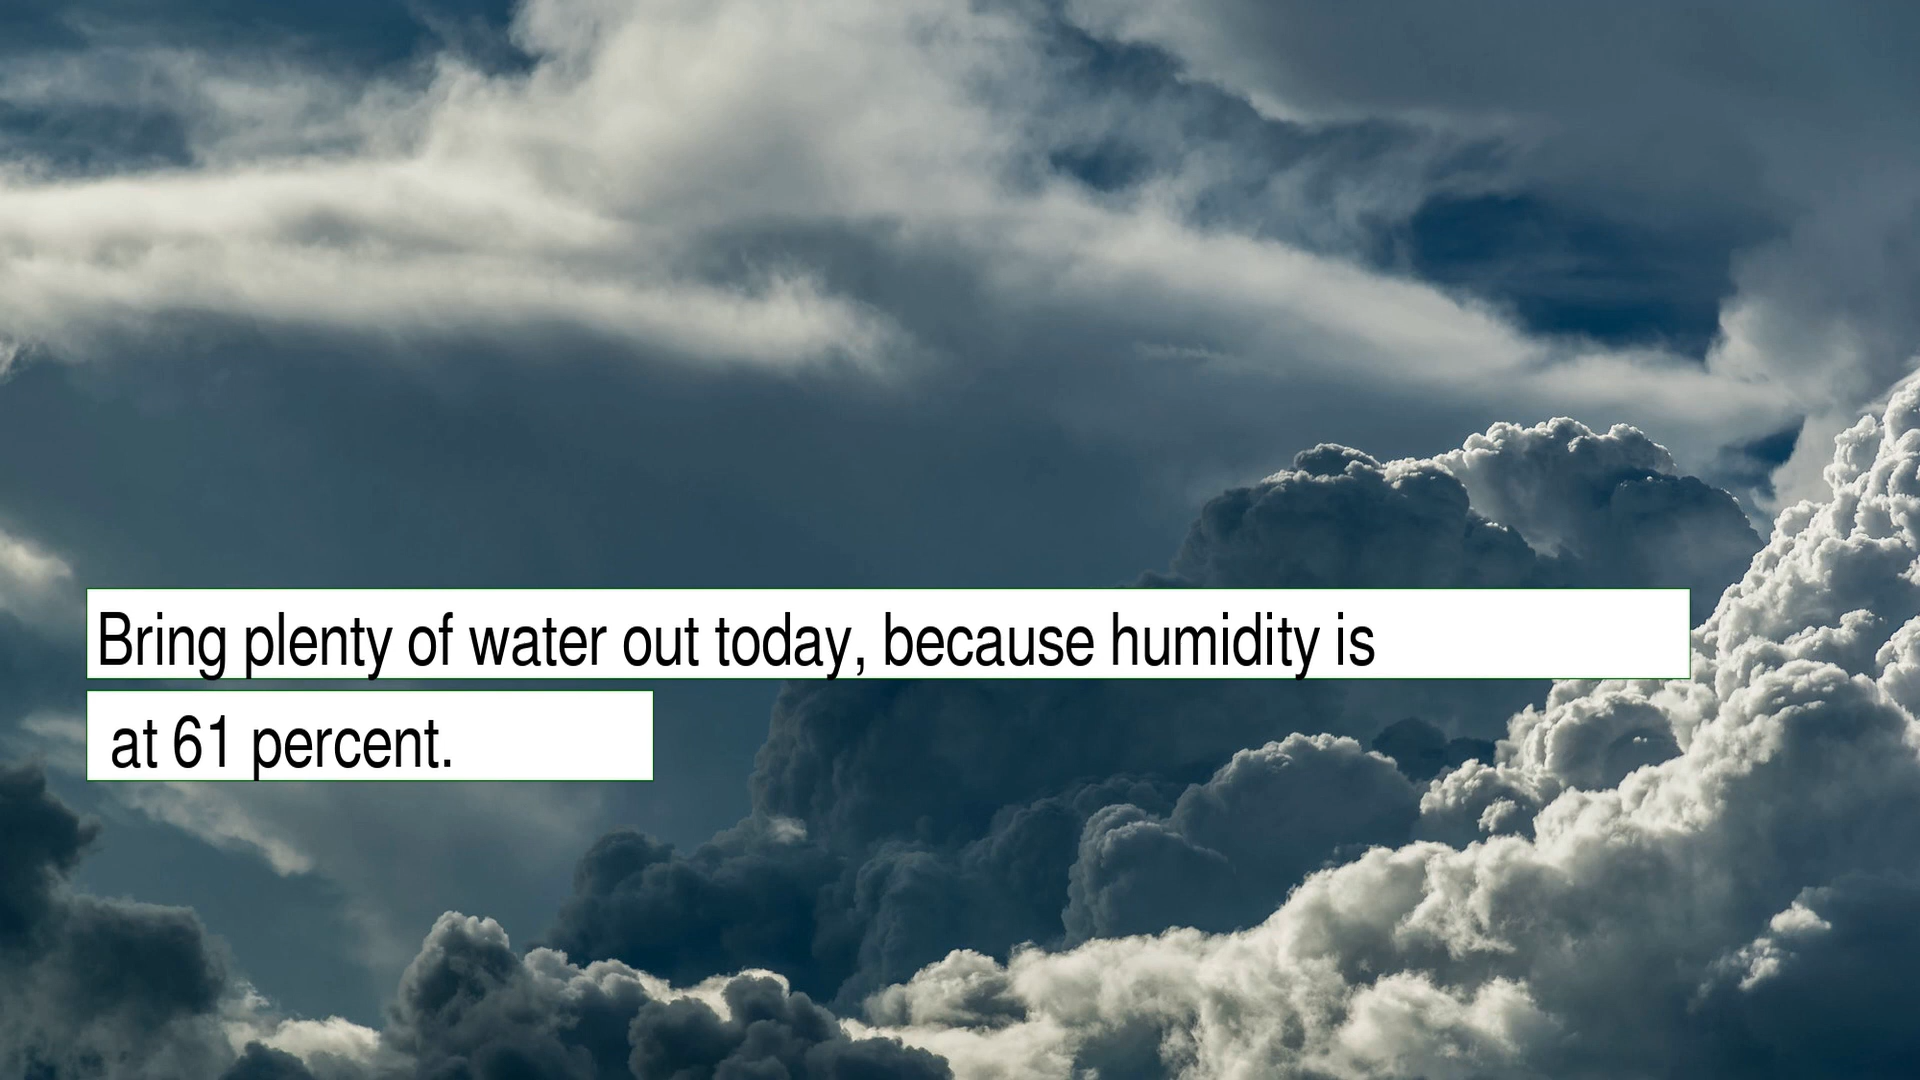 Bring plenty of water out today, because humidity is
at 61 percent.